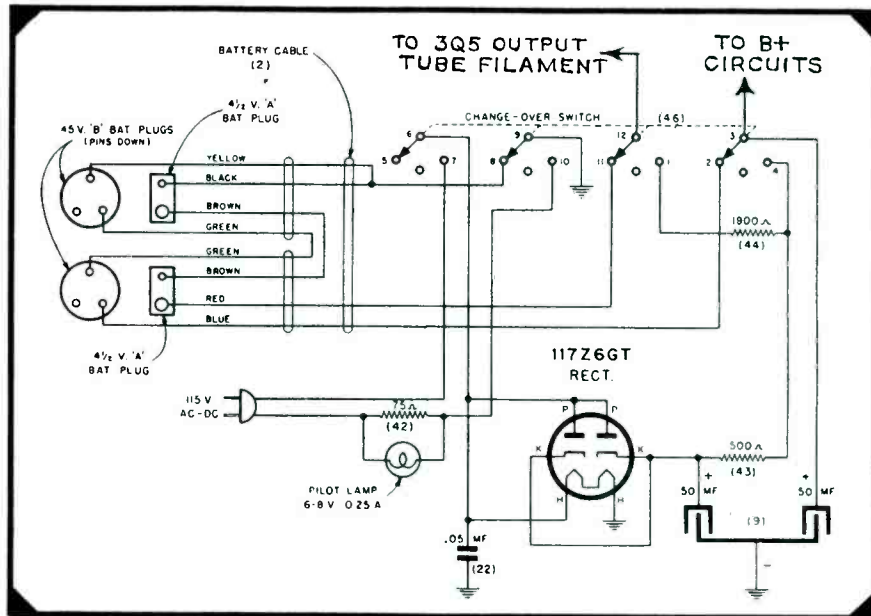 TO 3Q5 OUTPUT
TUBE FILAMENT
TO B+
CIRCUITS
BATTERY CABLE
(2)
4½ V. 'A'
BAT PLUG
45 V. 'B' BAT PLUGS
(PINS DOWN)
CHANGE-OVER SWITCH
(46)
6
9
12
3
5
7
8
10
11
1
2
4
YELLOW
BLACK
BROWN
GREEN
GREEN
BROWN
RED
BLUE
1900 Ω
(44)
4½ V. 'A'
BAT PLUG
117Z6GT
RECT.
115 V
AC-DC
75 Ω
(42)
P
P
K
K
H
H
500 Ω
(43)
PILOT LAMP
6-8 V 0.25 A
+
50 MF
+
50 MF
(9)
-
.05 MF
(22)